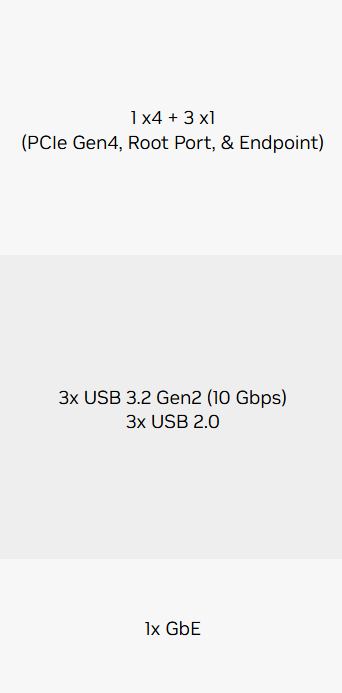 1 x4 + 3 x1
(PCIe Gen4, Root Port, & Endpoint)
3x USB 3.2 Gen2 (10 Gbps)
3x USB 2.0
1x GbE